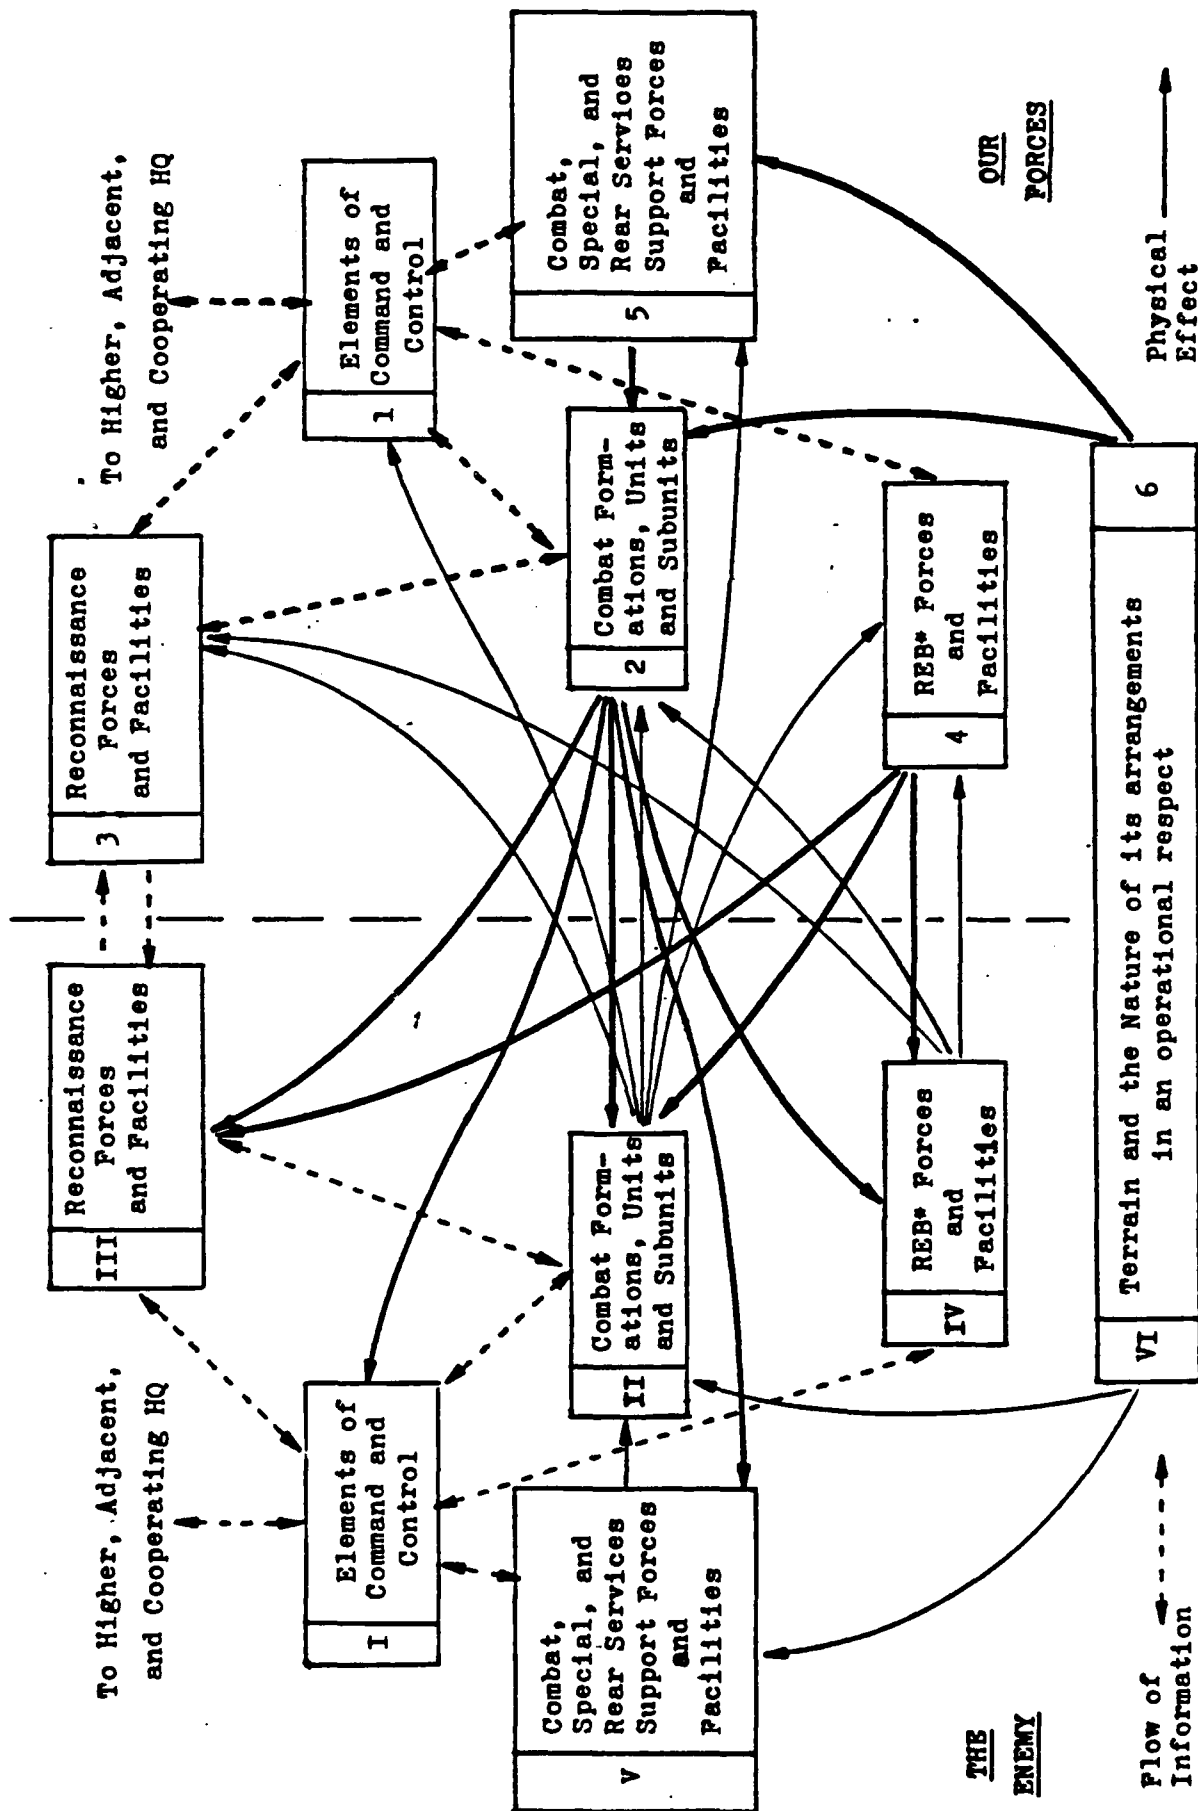 To Higher, Adjacent,
and Cooperating HQ
To Higher, Adjacent,
and Cooperating HQ
III
Reconnaissance
Forces
and Facilities
3
Reconnaissance
Forces
and Facilities
I
Elements of
Command and
Control
1
Elements of
Command and
Control
V
Combat,
Special, and
Rear Services
Support Forces
and
Facilities
II
Combat Form-
ations, Units
and Subunits
2
Combat Form-
ations, Units
and Subunits
5
Combat,
Special, and
Rear Services
Support Forces
and
Facilities
IV
REB* Forces
and
Facilities
4
REB* Forces
and
Facilities
THE
ENEMY
OUR
FORCES
VI
Terrain and the Nature of its arrangements
in an operational respect
6
Flow of
Information
Physical
Effect